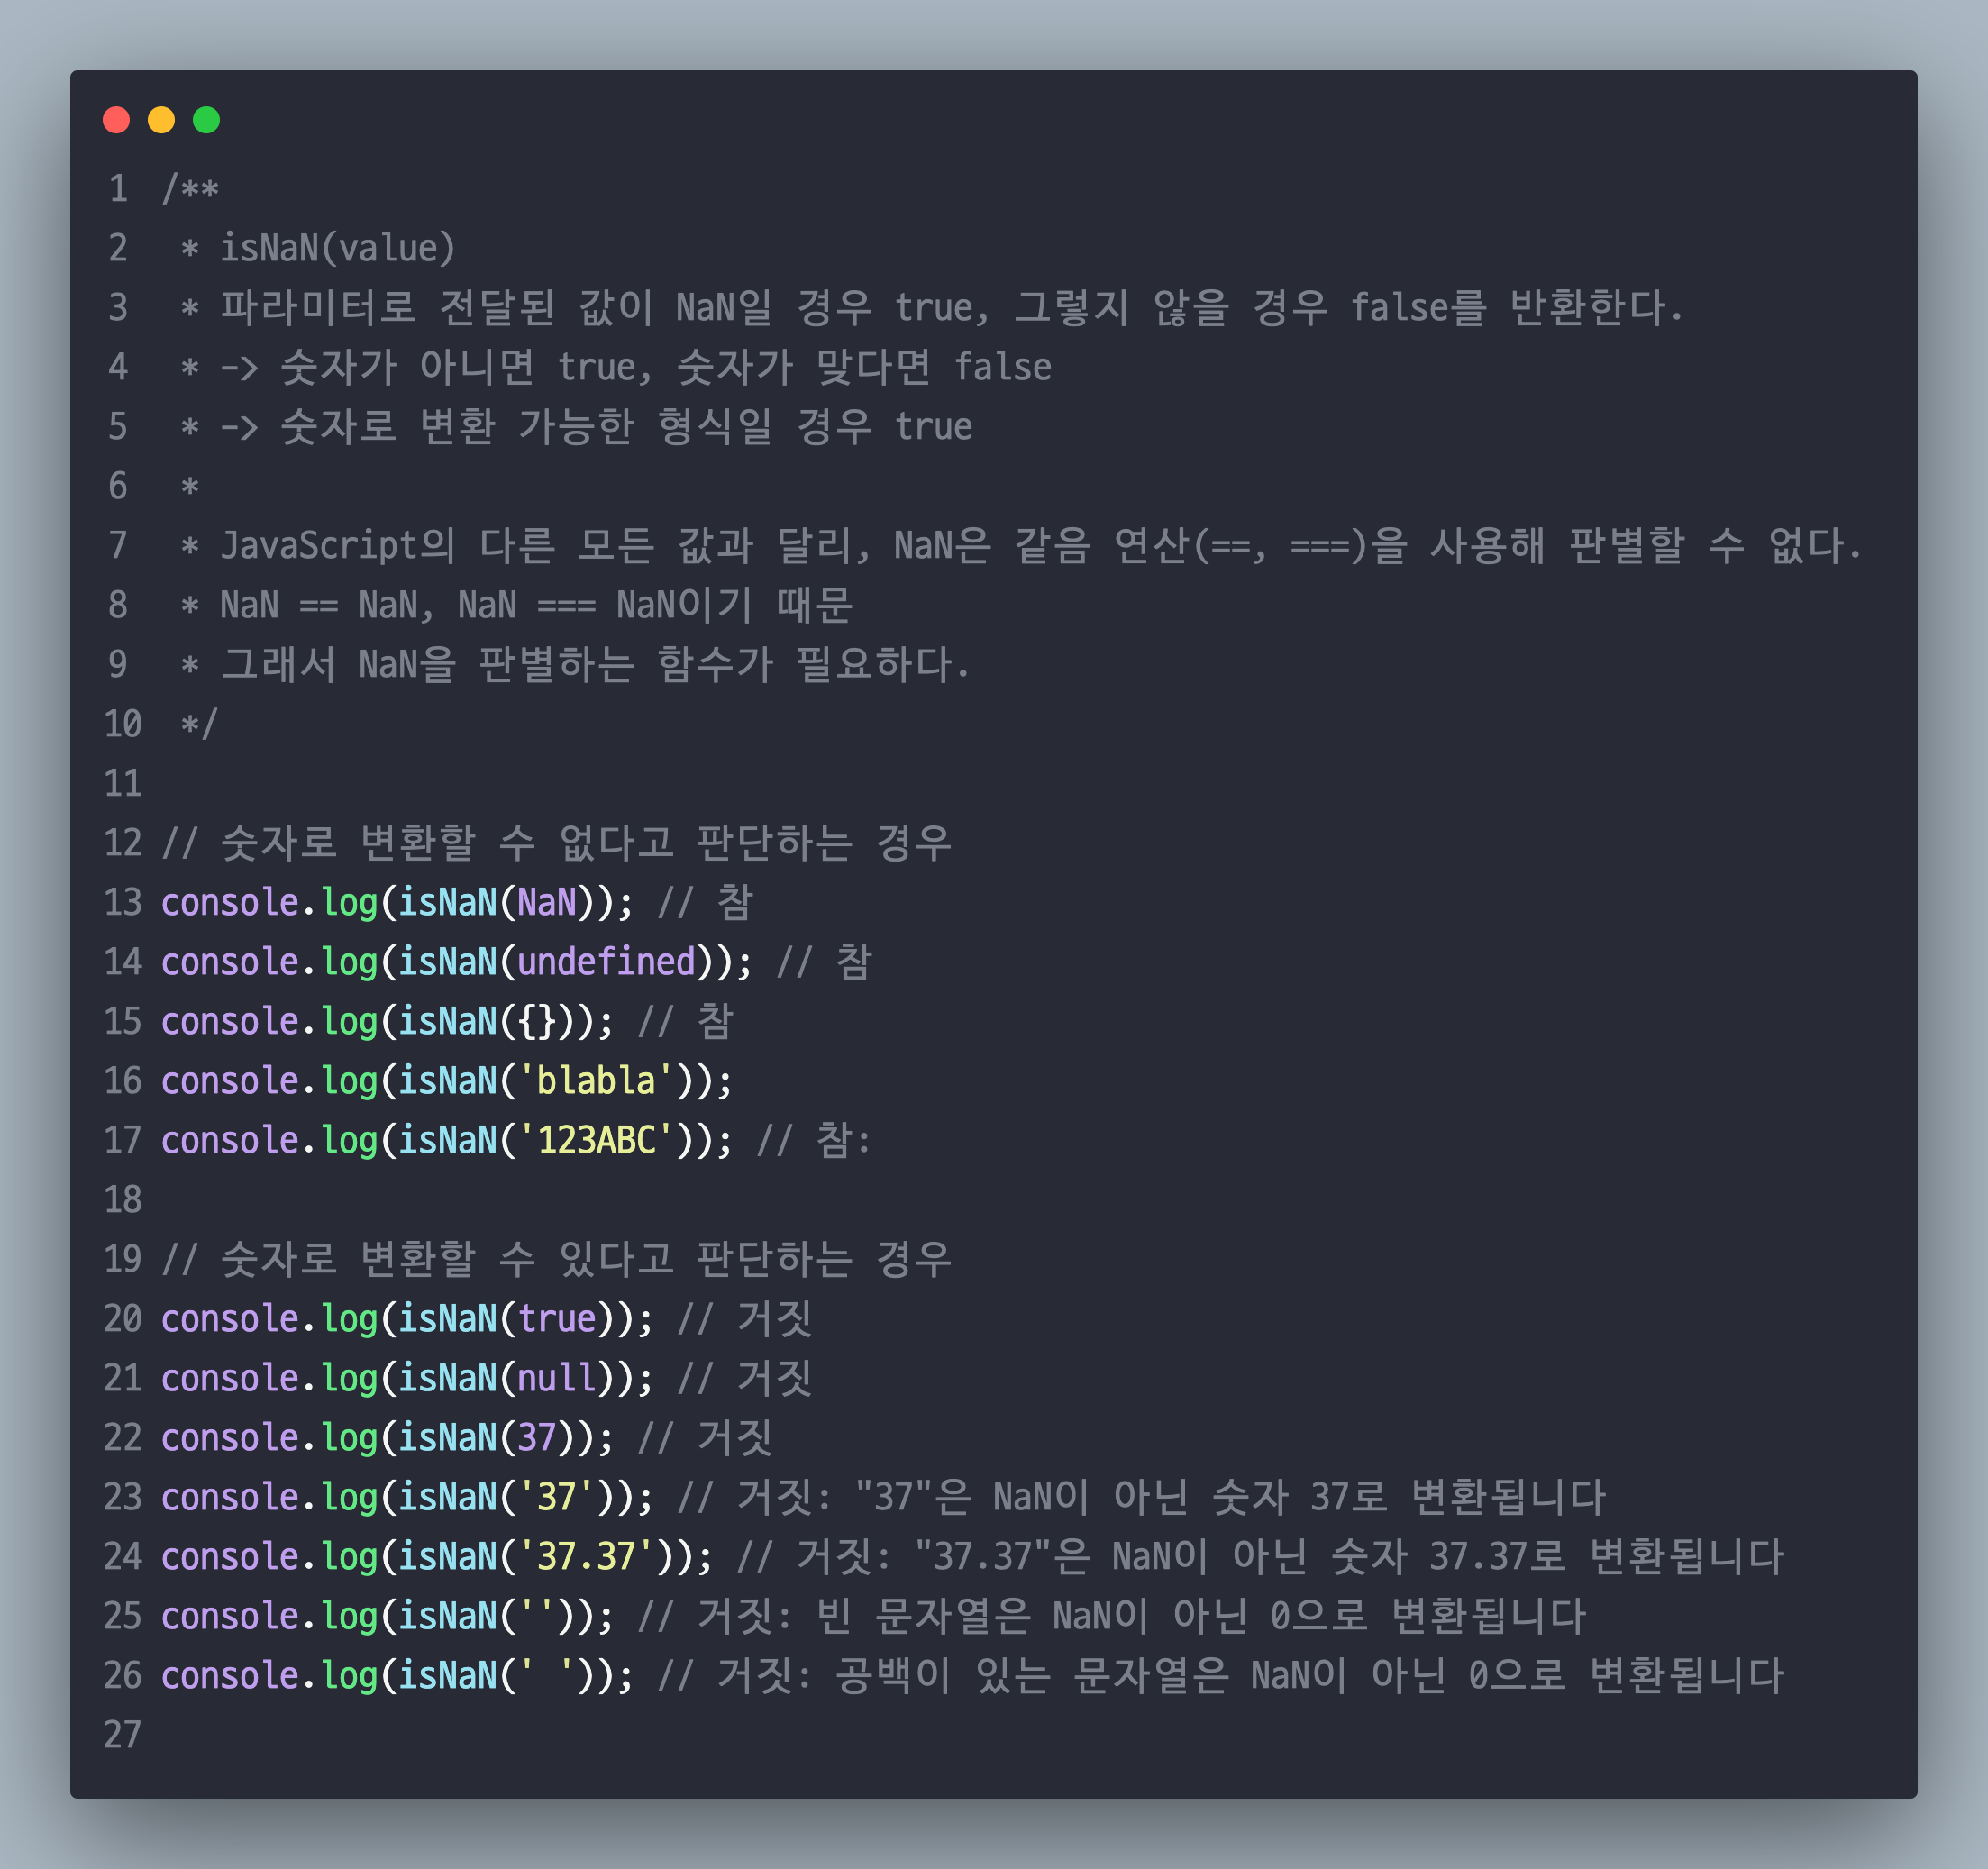 1 /**
2  * isNaN(value)
3  * 파라미터로 전달된 값이 NaN일 경우 true, 그렇지 않을 경우 false를 반환한다.
4  * -> 숫자가 아니면 true, 숫자가 맞다면 false
5  * -> 숫자로 변환 가능한 형식일 경우 true
6  *
7  * JavaScript의 다른 모든 값과 달리, NaN은 같음 연산(==, ===)을 사용해 판별할 수 없다.
8  * NaN == NaN, NaN === NaN이기 때문
9  * 그래서 NaN을 판별하는 함수가 필요하다.
10  */
11
12 // 숫자로 변환할 수 없다고 판단하는 경우
13 console.log(isNaN(NaN)); // 참
14 console.log(isNaN(undefined)); // 참
15 console.log(isNaN({})); // 참
16 console.log(isNaN('blabla'));
17 console.log(isNaN('123ABC')); // 참:
18
19 // 숫자로 변환할 수 있다고 판단하는 경우
20 console.log(isNaN(true)); // 거짓
21 console.log(isNaN(null)); // 거짓
22 console.log(isNaN(37)); // 거짓
23 console.log(isNaN('37')); // 거짓: "37"은 NaN이 아닌 숫자 37로 변환됩니다
24 console.log(isNaN('37.37')); // 거짓: "37.37"은 NaN이 아닌 숫자 37.37로 변환됩니다
25 console.log(isNaN('')); // 거짓: 빈 문자열은 NaN이 아닌 0으로 변환됩니다
26 console.log(isNaN(' ')); // 거짓: 공백이 있는 문자열은 NaN이 아닌 0으로 변환됩니다
27